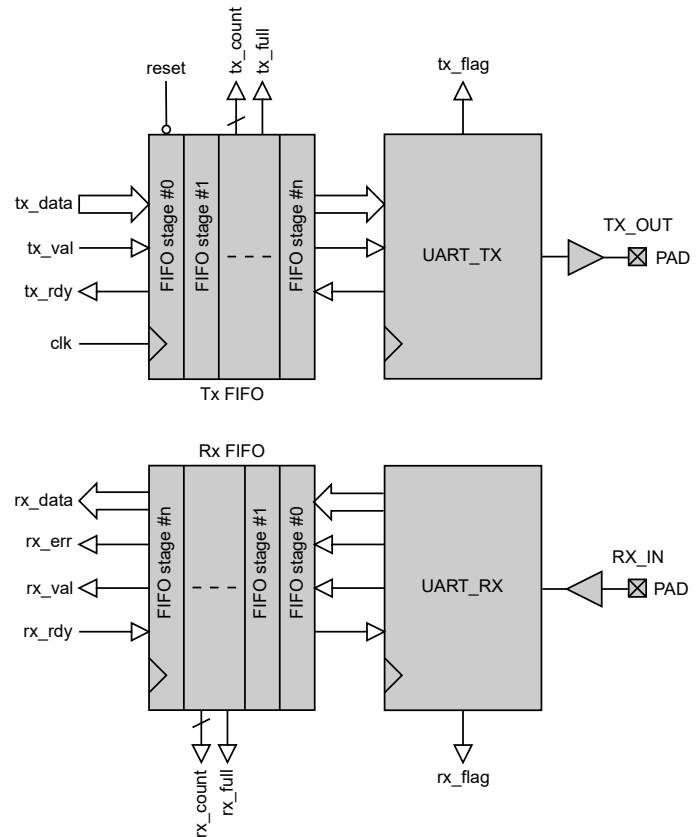 tx_count
tx_full
reset
tx_flag
FIFO stage #0
FIFO stage #1
FIFO stage #n
tx_data
tx_val
tx_rdy
clk
UART_TX
TX_OUT
PAD
Tx FIFO
Rx FIFO
rx_data
rx_err
rx_val
rx_rdy
FIFO stage #n
FIFO stage #1
FIFO stage #0
UART_RX
RX_IN
PAD
rx_count
rx_full
rx_flag